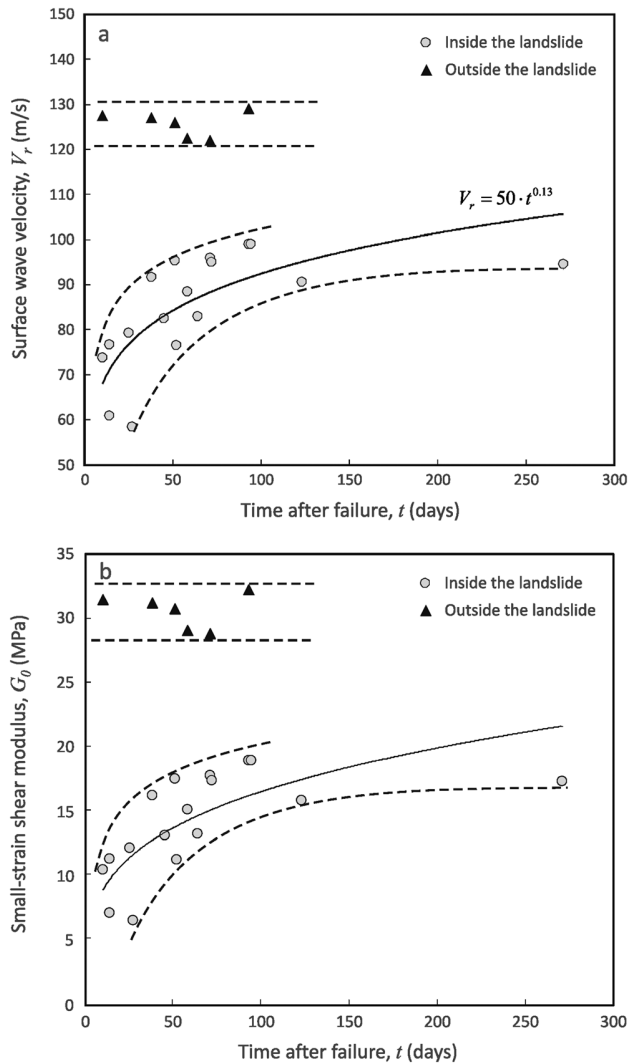 150
140
130
120
110
100
90
80
70
60
50
Surface wave velocity, Vr (m/s)
a
Inside the landslide
Outside the landslide
Vr = 50 · t^0.13
0 50 100 150 200 250 300
Time after failure, t (days)
35
30
25
20
15
10
5
0
Small-strain shear modulus, G0 (MPa)
b
Inside the landslide
Outside the landslide
0 50 100 150 200 250 300
Time after failure, t (days)